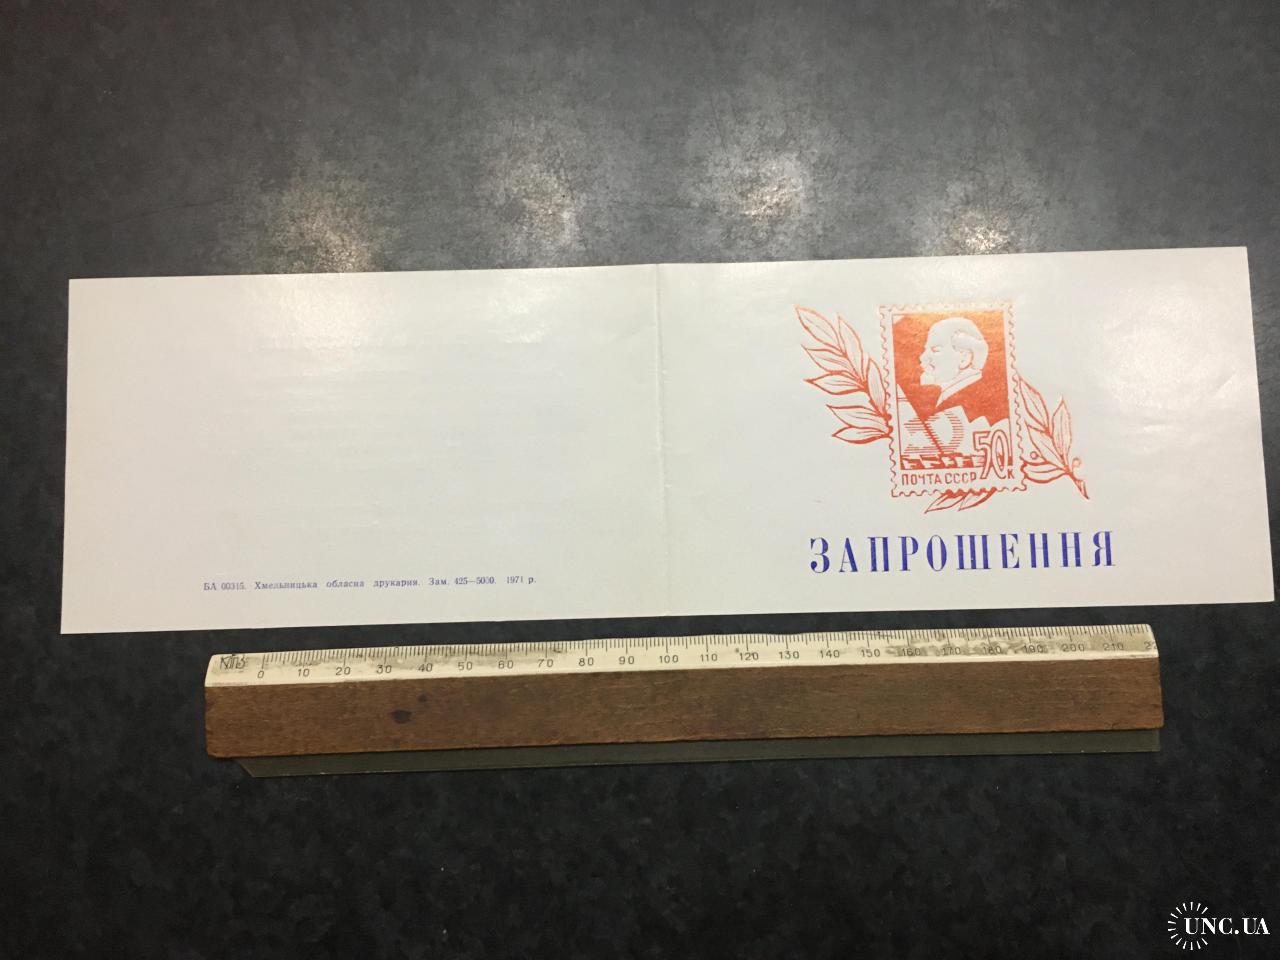 ПОЧТА СССР 50 К
ЗАПРОШЕННЯ
БА 00315. Хмельницька обласна друкарня. Зам. 425—5000. 1971 р.
0 10 20 30 40 50 60 70 80 90 100 110 120 130 140 150 160 170 180 190 200 210
UNC.UA